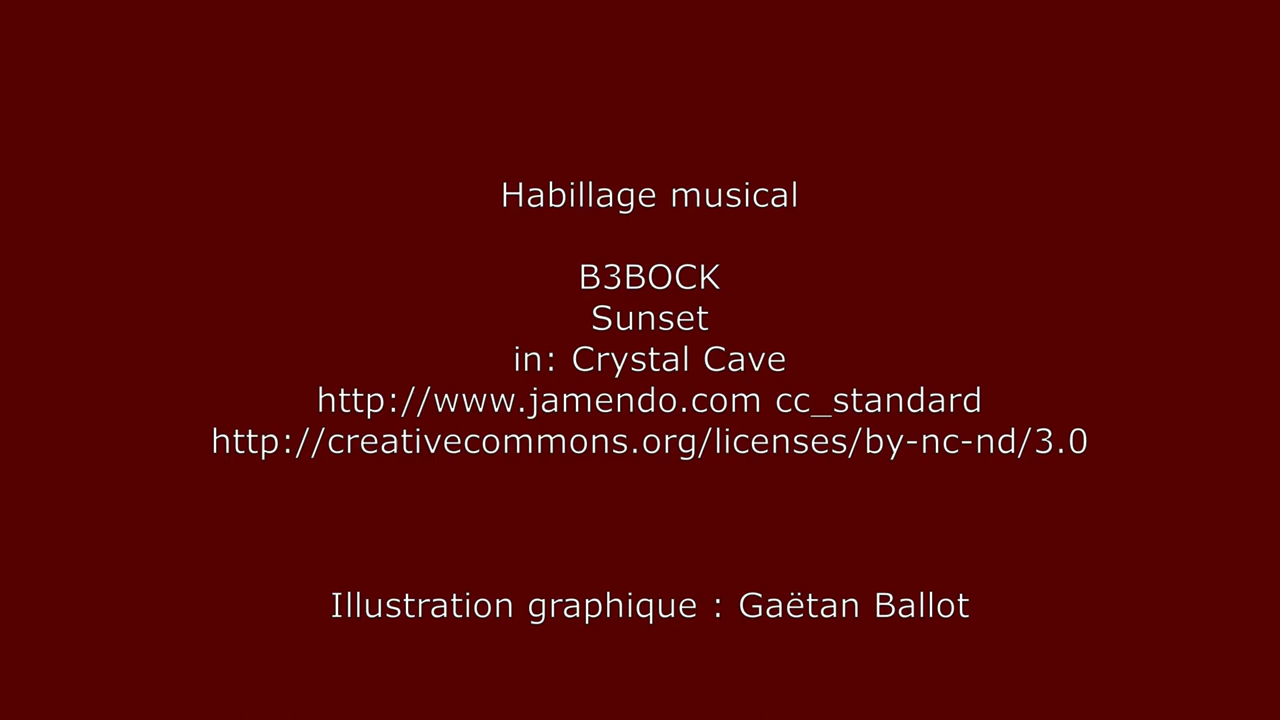 Habillage musical
B3BOCK
Sunset
in: Crystal Cave
http://www.jamendo.com cc_standard
http://creativecommons.org/licenses/by-nc-nd/3.0
Illustration graphique : Gaëtan Ballot